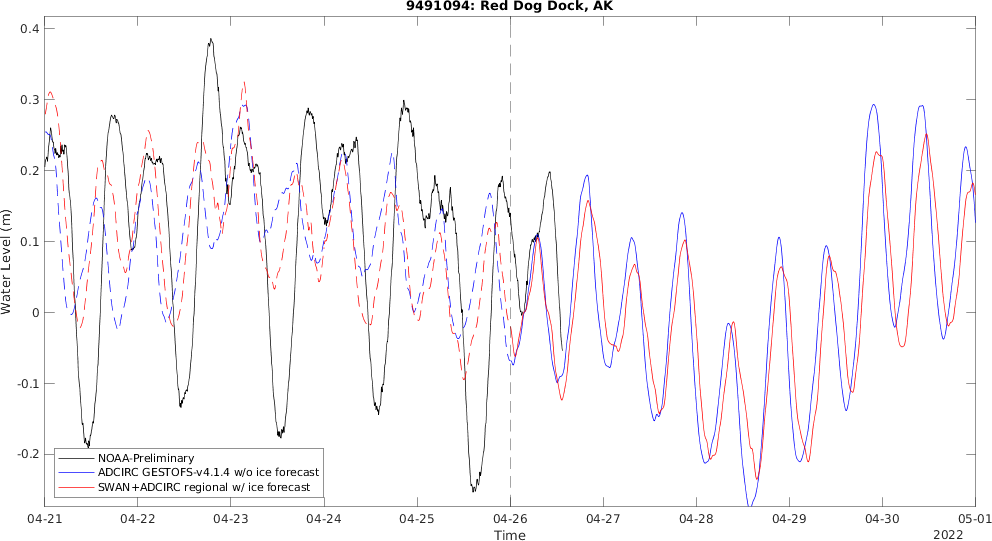 9491094: Red Dog Dock, AK
Water Level (m)
0.4
0.3
0.2
0.1
0
-0.1
-0.2
NOAA-Preliminary
ADCIRC GESTOFS-v4.1.4 w/o ice forecast
SWAN+ADCIRC regional w/ ice forecast
04-21 04-22 04-23 04-24 04-25 04-26 04-27 04-28 04-29 04-30 05-01
Time
2022